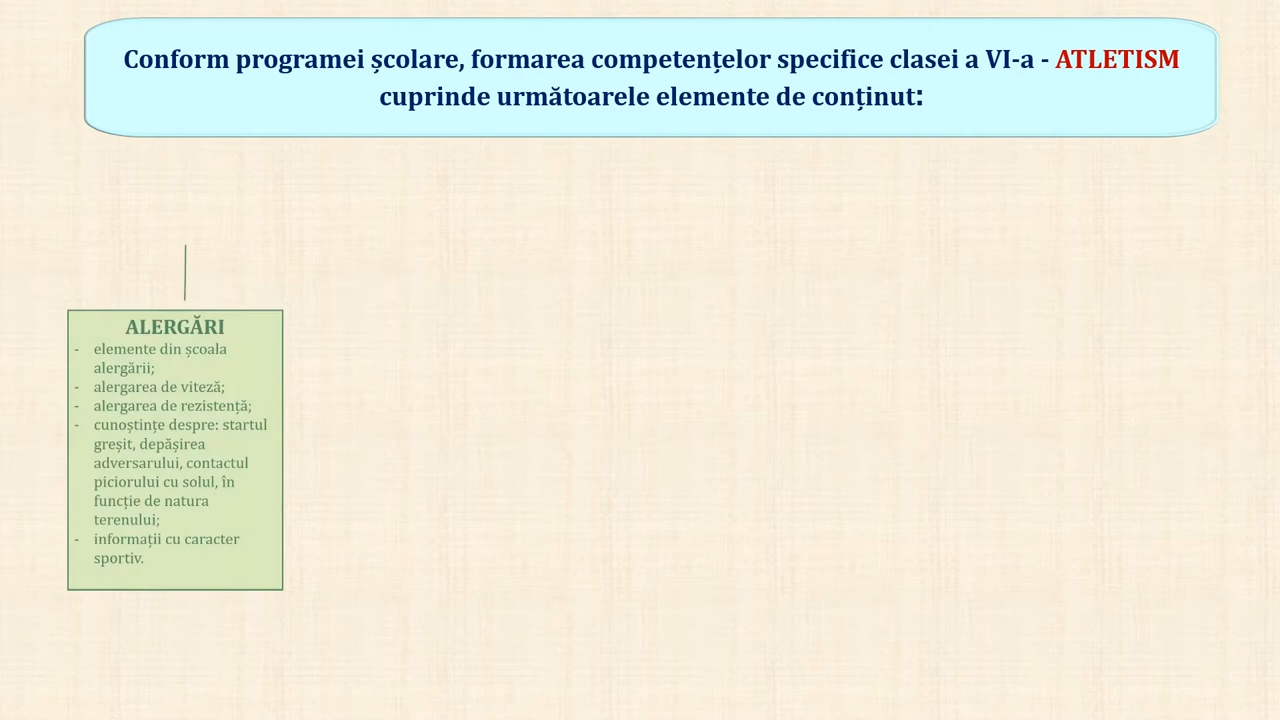 Conform programei școlare, formarea competențelor specifice clasei a VI-a - ATLETISM
cuprinde următoarele elemente de conținut:
ALERGĂRI
- elemente din școala
alergării;
- alergarea de viteză;
- alergarea de rezistență;
- cunoștințe despre: startul
greșit, depășirea
adversarului, contactul
piciorului cu solul, în
funcție de natura
terenului;
- informații cu caracter
sportiv.